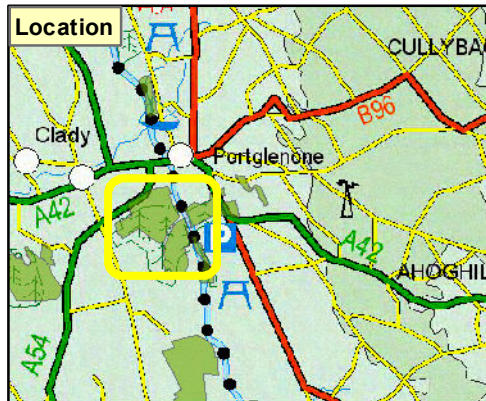 Location
CULLYBAC
B96
Clady
Portglenone
A42
P
A42
AHOGHIL
A54